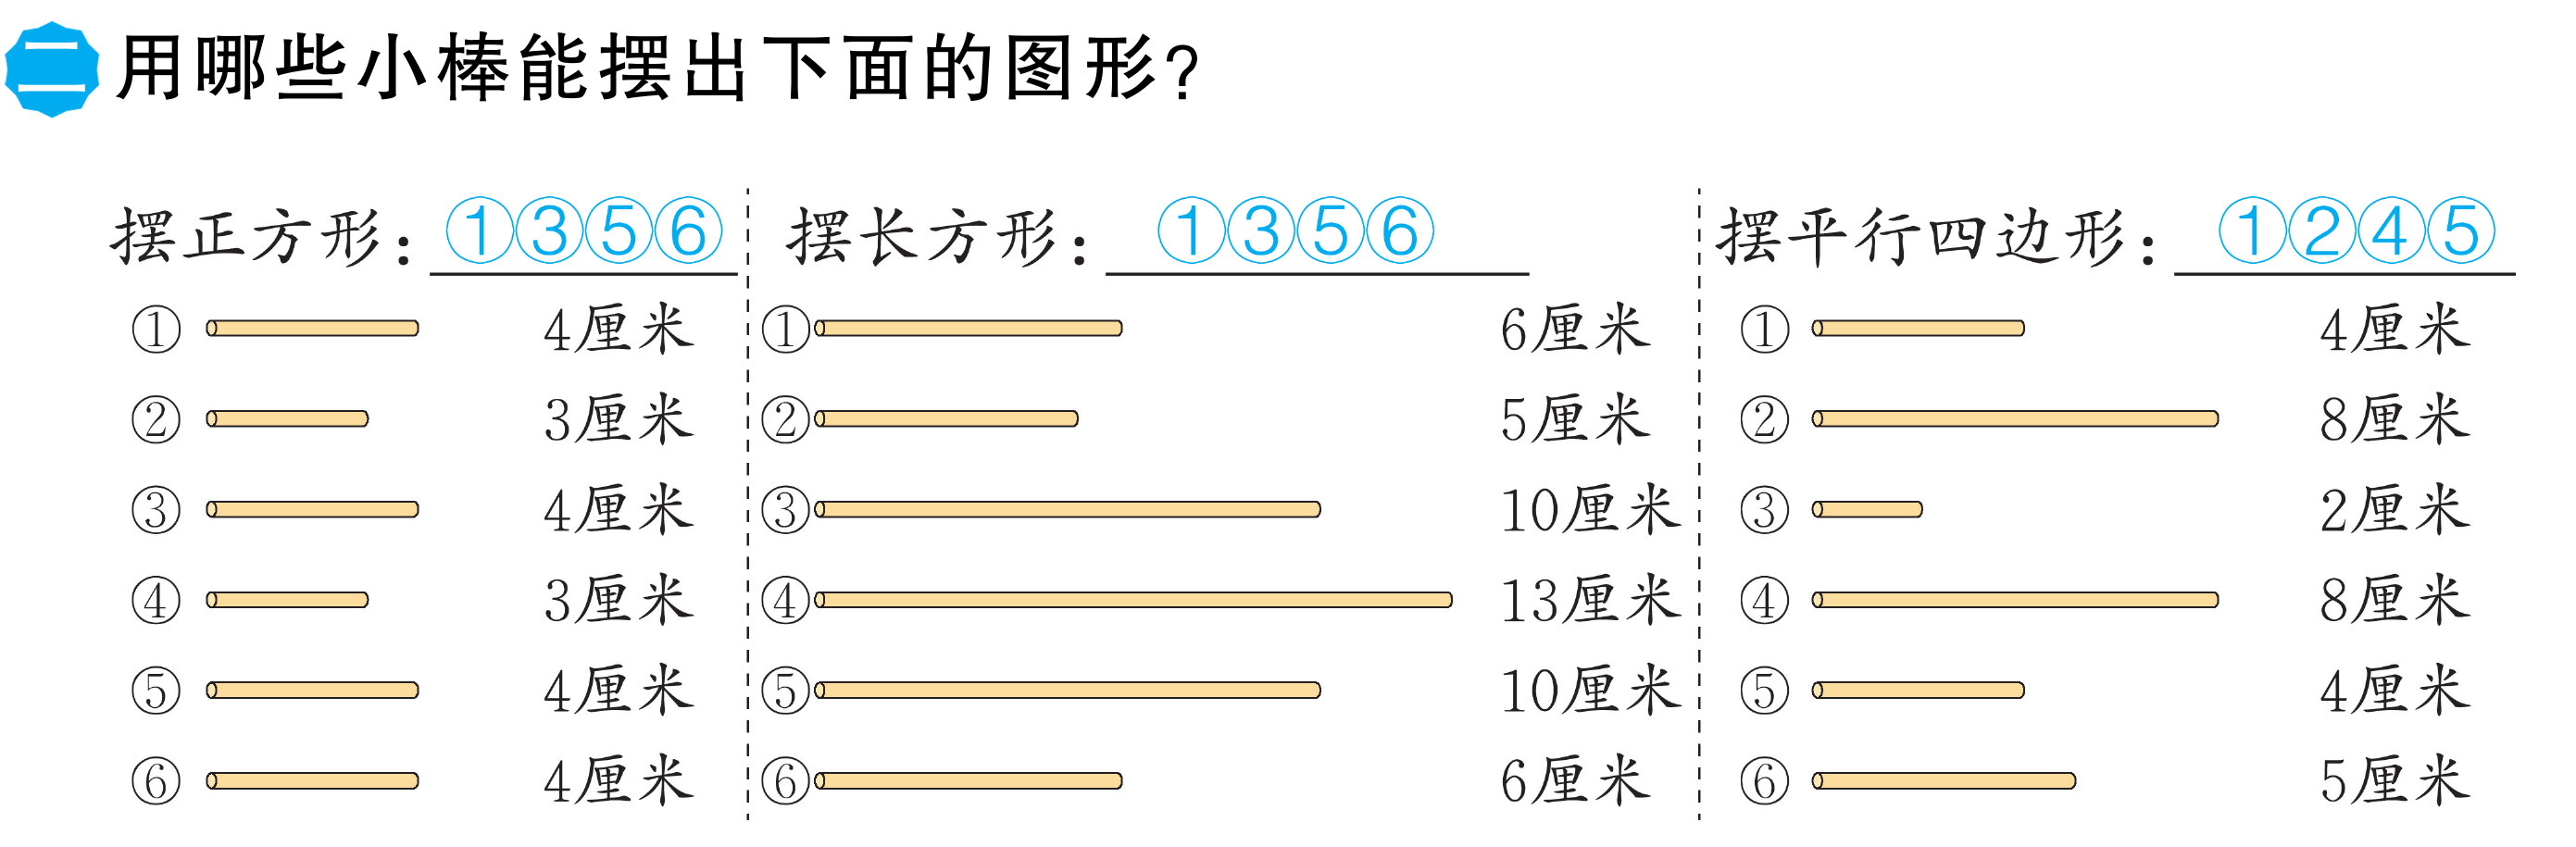 二 用哪些小棒能摆出下面的图形?
摆正方形: ①③⑤⑥
① 4厘米
② 3厘米
③ 4厘米
④ 3厘米
⑤ 4厘米
⑥ 4厘米
摆长方形: ①③⑤⑥
① 6厘米
② 5厘米
③ 10厘米
④ 13厘米
⑤ 10厘米
⑥ 6厘米
摆平行四边形: ①②④⑤
① 4厘米
② 8厘米
③ 2厘米
④ 8厘米
⑤ 4厘米
⑥ 5厘米